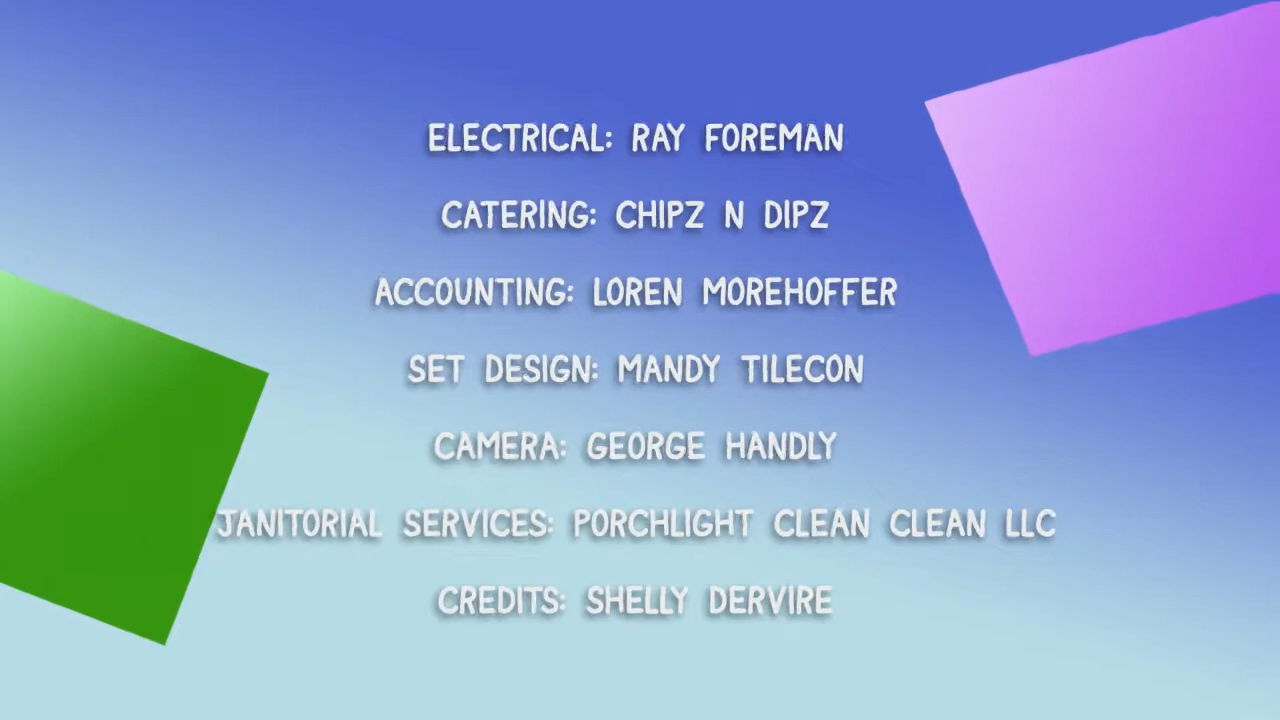 ELECTRICAL: RAY FOREMAN
CATERING: CHIPZ N DIPZ
ACCOUNTING: LOREN MOREHOFFER
SET DESIGN: MANDY TILECON
CAMERA: GEORGE HANDLY
JANITORIAL SERVICES: PORCHLIGHT CLEAN CLEAN LLC
CREDITS: SHELLY DERVIRE